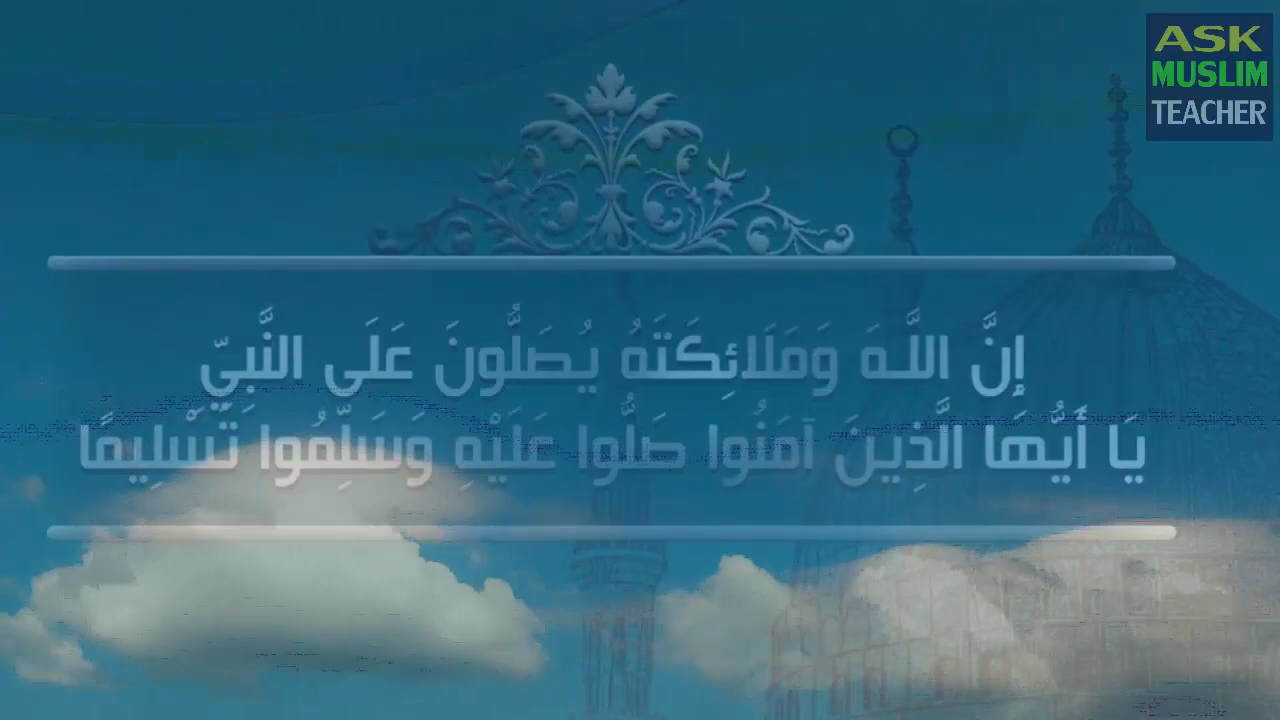 ASK
MUSLIM
TEACHER
إِنَّ اللَّهَ وَمَلَائِكَتَهُ يُصَلُّونَ عَلَى النَّبِيِّ
يَا أَيُّهَا الَّذِينَ آمَنُوا صَلُّوا عَلَيْهِ وَسَلِّمُوا تَسْلِيمًا